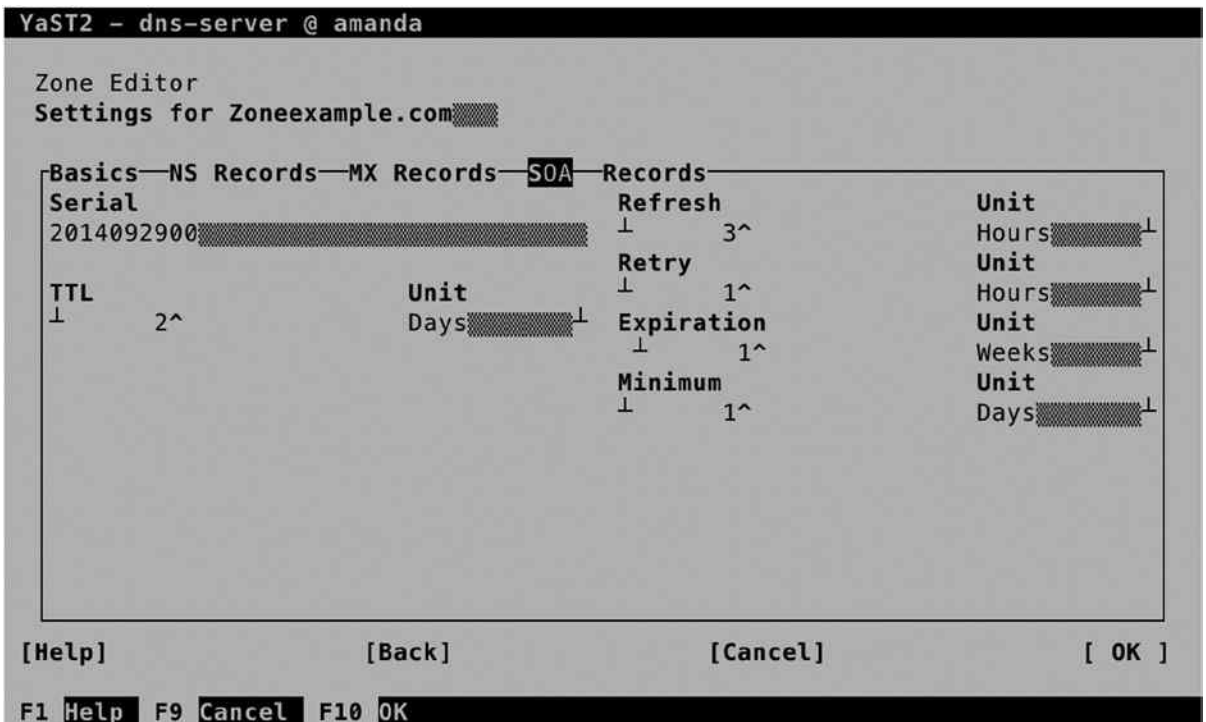 YaST2 - dns-server @ amanda
Zone Editor
Settings for Zoneexample.com
Basics NS Records MX Records SOA Records
Serial Refresh Unit
2014092900 3^ Hours
Retry Unit
TTL Unit 1^ Hours
2^ Days Expiration Unit
1^ Weeks
Minimum Unit
1^ Days
[Help] [Back] [Cancel] [ OK ]
F1 Help F9 Cancel F10 OK